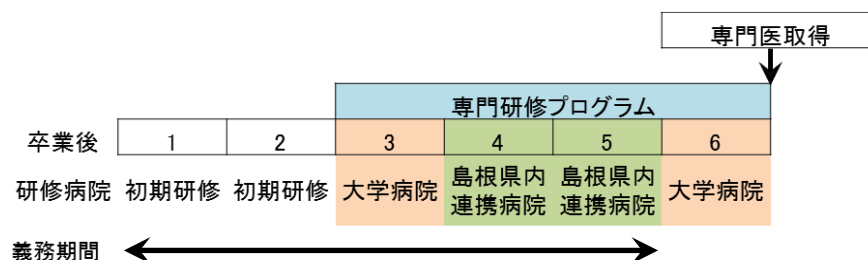 専門医取得
専門研修プログラム
卒業後 1 2 3 4 5 6
研修病院 初期研修 初期研修 大学病院 島根県内 島根県内 大学病院
連携病院 連携病院
義務期間